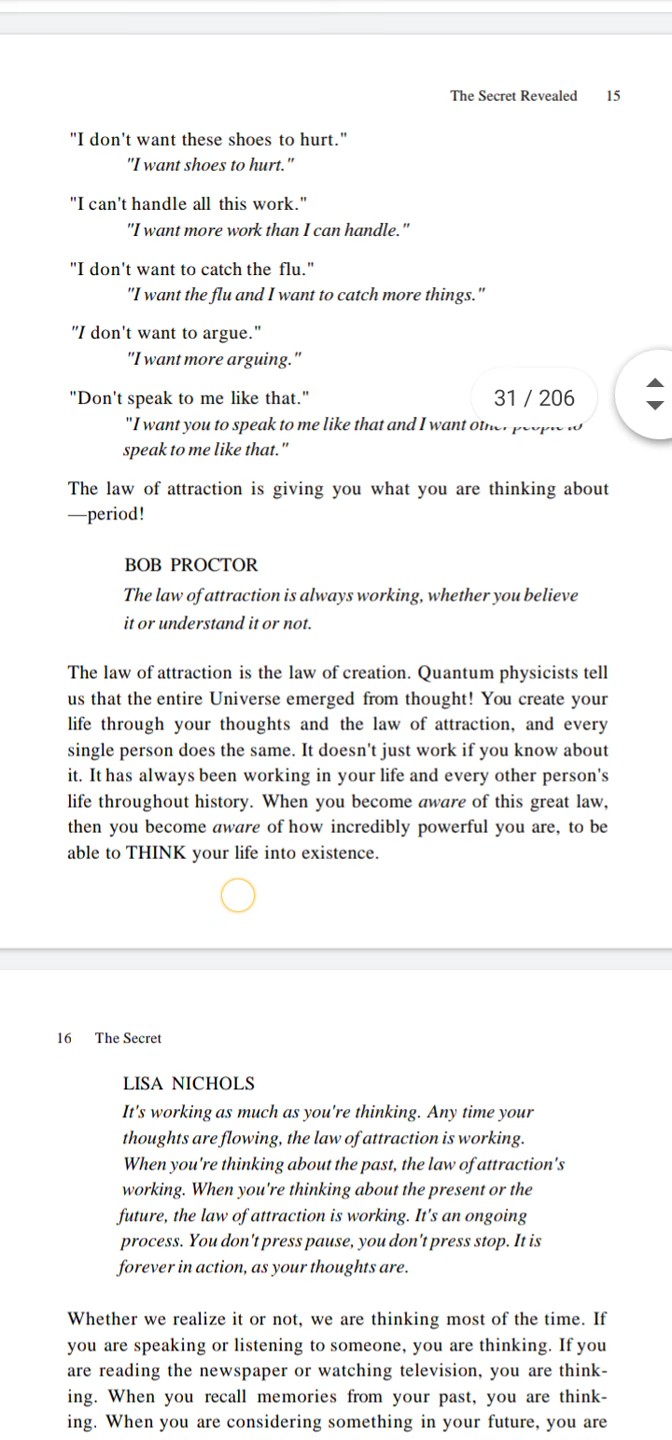 The Secret Revealed 15
"I don't want these shoes to hurt."
"I want shoes to hurt."
"I can't handle all this work."
"I want more work than I can handle."
"I don't want to catch the flu."
"I want the flu and I want to catch more things."
"I don't want to argue."
"I want more arguing."
"Don't speak to me like that."
31 / 206
"I want you to speak to me like that and I want other people to
speak to me like that."
The law of attraction is giving you what you are thinking about
—period!
BOB PROCTOR
The law of attraction is always working, whether you believe
it or understand it or not.
The law of attraction is the law of creation. Quantum physicists tell
us that the entire Universe emerged from thought! You create your
life through your thoughts and the law of attraction, and every
single person does the same. It doesn't just work if you know about
it. It has always been working in your life and every other person's
life throughout history. When you become aware of this great law,
then you become aware of how incredibly powerful you are, to be
able to THINK your life into existence.
16 The Secret
LISA NICHOLS
It's working as much as you're thinking. Any time your
thoughts are flowing, the law of attraction is working.
When you're thinking about the past, the law of attraction's
working. When you're thinking about the present or the
future, the law of attraction is working. It's an ongoing
process. You don't press pause, you don't press stop. It is
forever in action, as your thoughts are.
Whether we realize it or not, we are thinking most of the time. If
you are speaking or listening to someone, you are thinking. If you
are reading the newspaper or watching television, you are think-
ing. When you recall memories from your past, you are think-
ing. When you are considering something in your future, you are